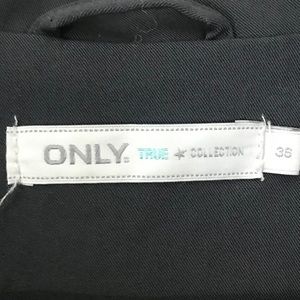 ONLY. TRUE ★ COLLECTION 36